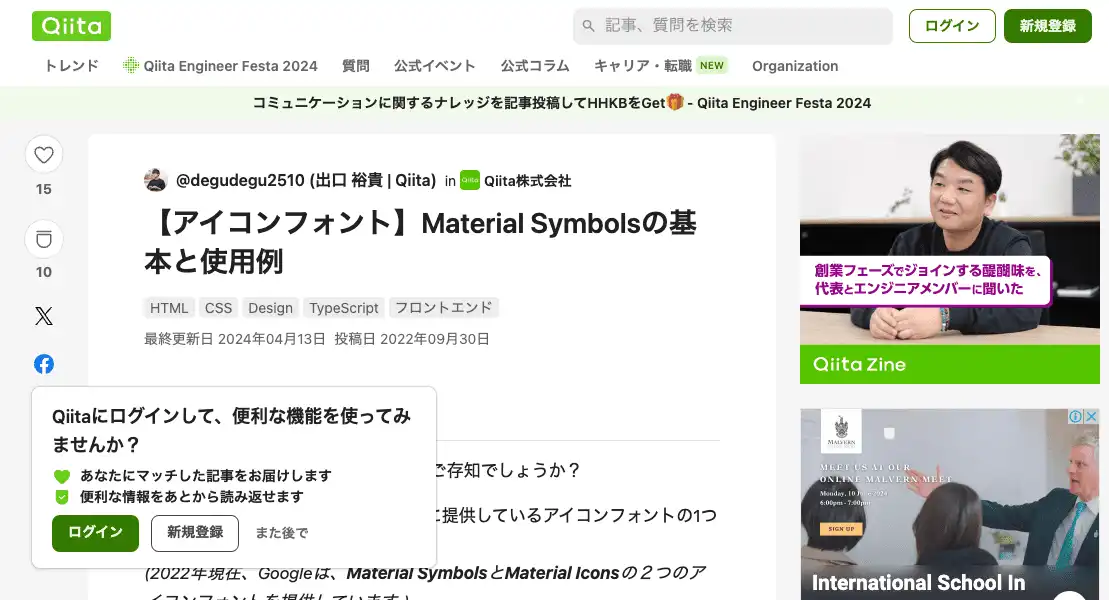 Qiita
記事、質問を検索
ログイン
新規登録
トレンド
Qiita Engineer Festa 2024
質問
公式イベント
公式コラム
キャリア・転職 NEW
Organization
コミュニケーションに関するナレッジを記事投稿してHHKBをGet🎁 - Qiita Engineer Festa 2024
15
10
@degudegu2510 (出口 裕貴 | Qiita) in Qiita Qiita株式会社
【アイコンフォント】Material Symbolsの基
本と使用例
HTML CSS Design TypeScript フロントエンド
最終更新日 2024年04月13日 投稿日 2022年09月30日
Qiitaにログインして、便利な機能を使ってみ
ませんか？
あなたにマッチした記事をお届けします
便利な情報をあとから読み返せます
ログイン 新規登録 また後で
ご存知でしょうか？
に提供しているアイコンフォントの1つ
(2022年現在、Googleは、Material SymbolsとMaterial Iconsの２つのア
イコンフォントを提供しています。)
創業フェーズでジョインする醍醐味を、
代表とエンジニアメンバーに聞いた
Qiita Zine
MALVERN
MEET US AT OUR
ONLINE MALVERN MEET
Monday, 10 June 2024
6:00pm - 7:00pm
SIGN UP
International School In